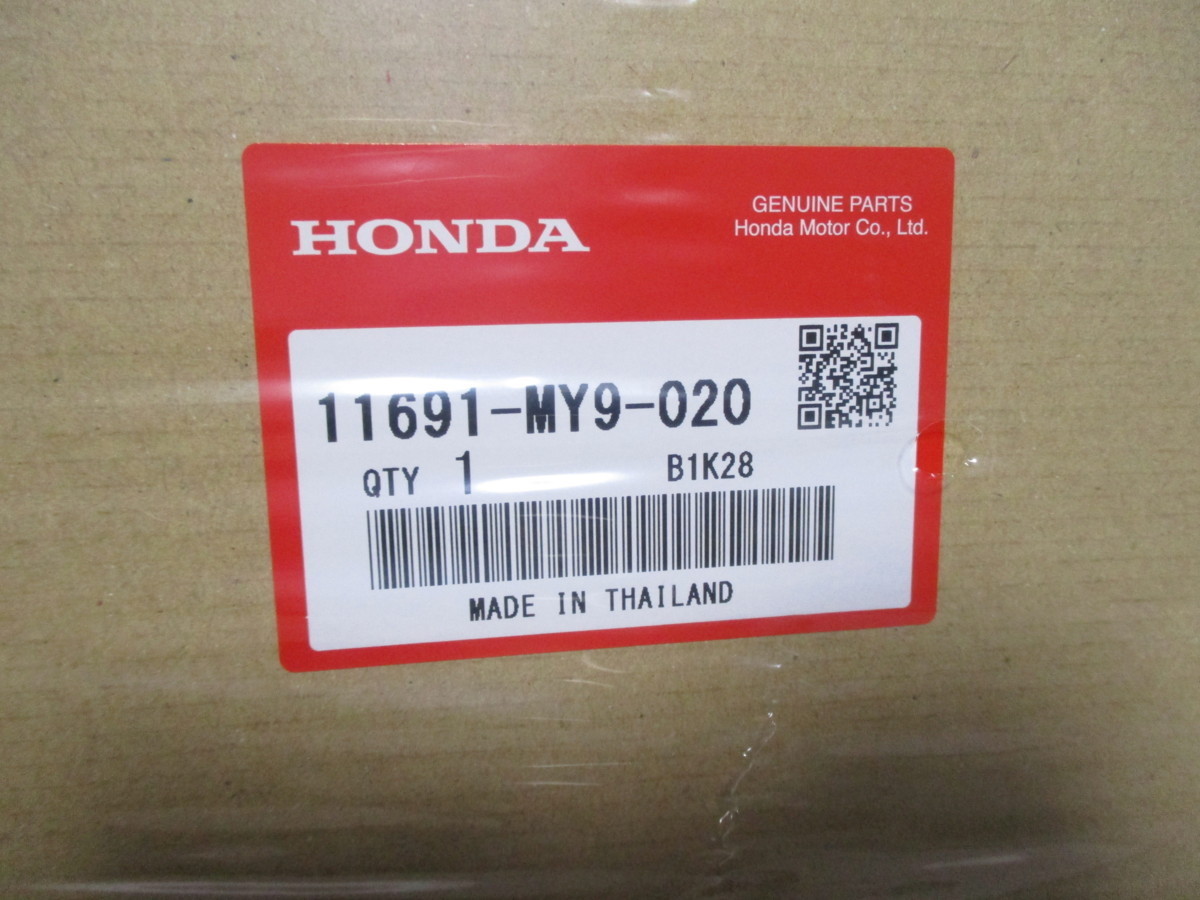 HONDA
GENUINE PARTS
Honda Motor Co., Ltd.
11691-MY9-020
QTY 1 B1K28
MADE IN THAILAND